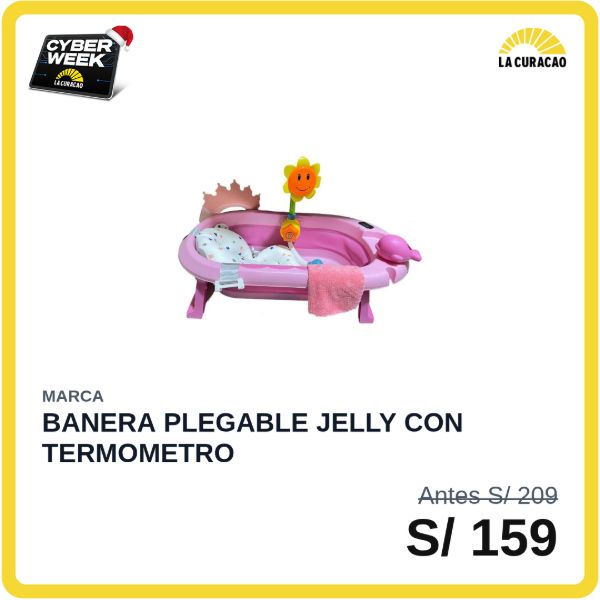 CYBER
WEEK
LA CURACAO
LA CURACAO
MARCA
BANERA PLEGABLE JELLY CON
TERMOMETRO
Antes S/ 209
S/ 159